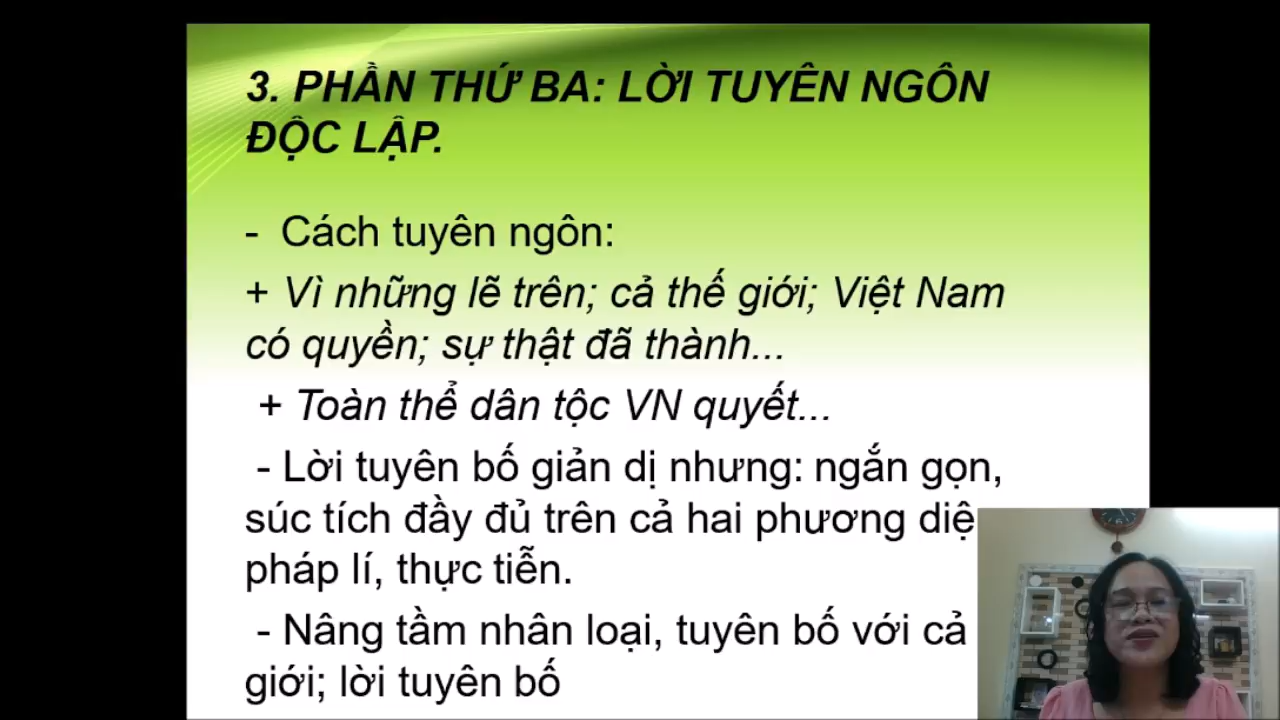 3. PHẦN THỨ BA: LỜI TUYÊN NGÔN
ĐỘC LẬP.
- Cách tuyên ngôn:
+ Vì những lẽ trên; cả thế giới; Việt Nam
có quyền; sự thật đã thành...
+ Toàn thể dân tộc VN quyết...
- Lời tuyên bố giản dị nhưng: ngắn gọn,
súc tích đầy đủ trên cả hai phương diệ
pháp lí, thực tiễn.
- Nâng tầm nhân loại, tuyên bố với cả
giới; lời tuyên bố